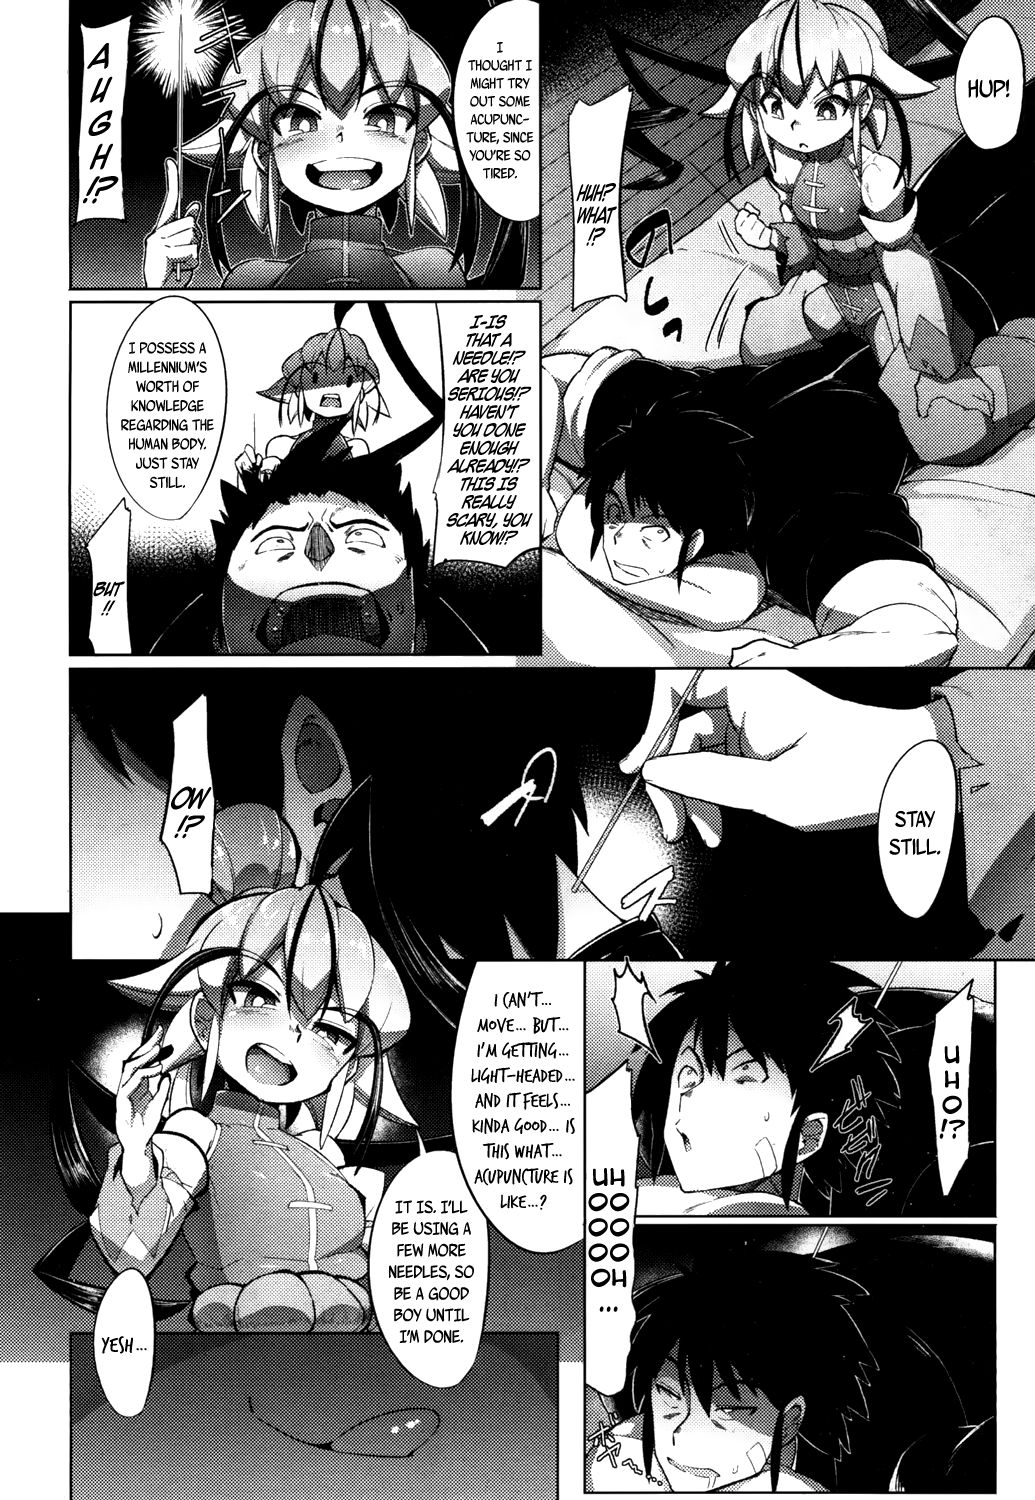 HUP!
HUH?
WHAT
!?
I
THOUGHT I
MIGHT TRY
OUT SOME
ACUPUNC-
TURE, SINCE
YOU'RE SO
TIRED.
AUGH!?
I-IS
THAT A
NEEDLE!?
ARE YOU
SERIOUS!?
HAVEN'T
YOU DONE
ENOUGH
ALREADY!?
THIS IS
REALLY
SCARY, YOU
KNOW!?
I POSSESS A
MILLENNIUM'S
WORTH OF
KNOWLEDGE
REGARDING THE
HUMAN BODY.
JUST STAY
STILL.
BUT
!!
STAY
STILL.
OW
!?
UHO!?
UH
OOO
OOO
OOOH
...
I CAN'T...
MOVE... BUT...
I'M GETTING...
LIGHT-HEADED...
AND IT FEELS...
KINDA GOOD... IS
THIS WHAT...
ACUPUNCTURE IS
LIKE...?
IT IS. I'LL
BE USING A
FEW MORE
NEEDLES, SO
BE A GOOD
BOY UNTIL
I'M DONE.
YESH...